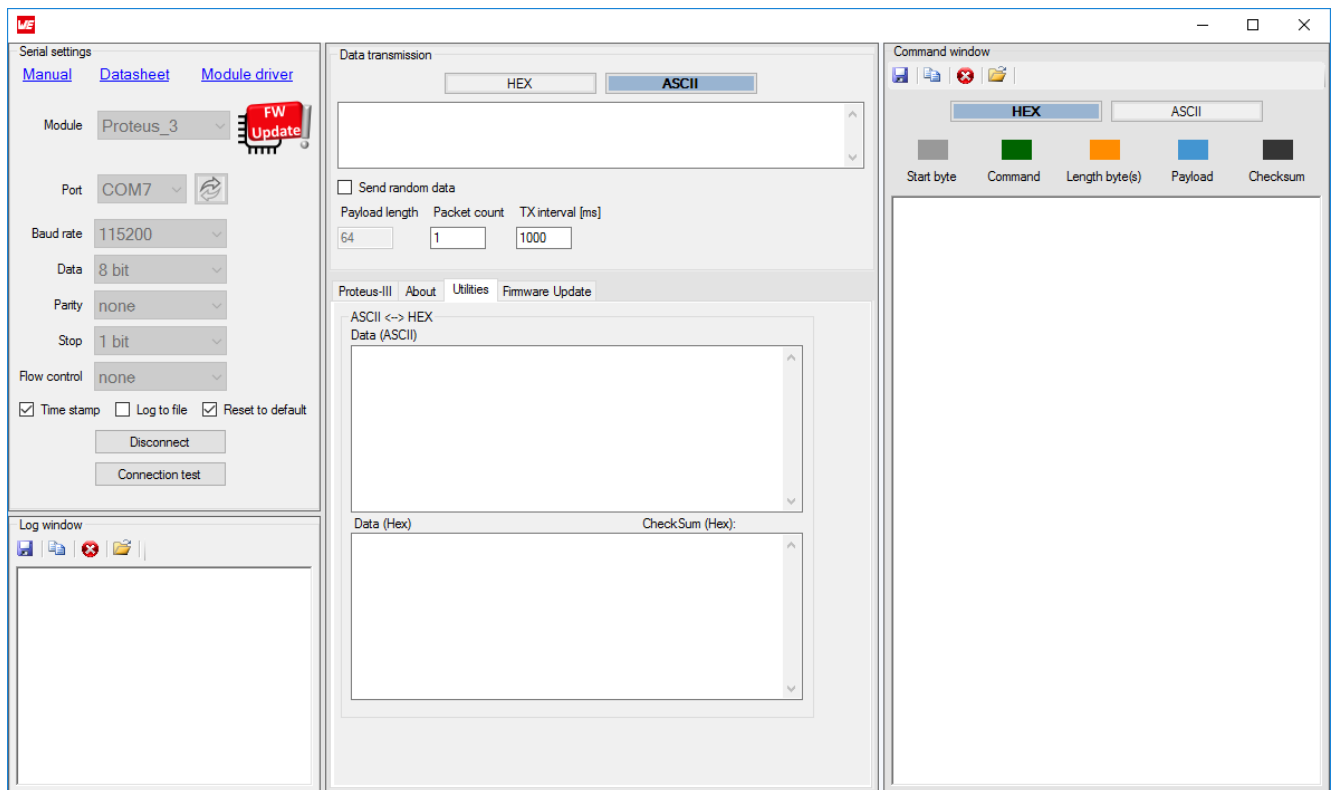 WE
Serial settings
Manual Datasheet Module driver
Module Proteus_3 FW Update
Port COM7
Baud rate 115200
Data 8 bit
Parity none
Stop 1 bit
Flow control none
Time stamp Log to file Reset to default
Disconnect
Connection test
Log window
Data transmission
HEX ASCII
Send random data
Payload length Packet count TX interval [ms]
64 1 1000
Proteus-III About Utilities Firmware Update
ASCII <--> HEX
Data (ASCII)
Data (Hex) CheckSum (Hex):
Command window
HEX ASCII
Start byte Command Length byte(s) Payload Checksum